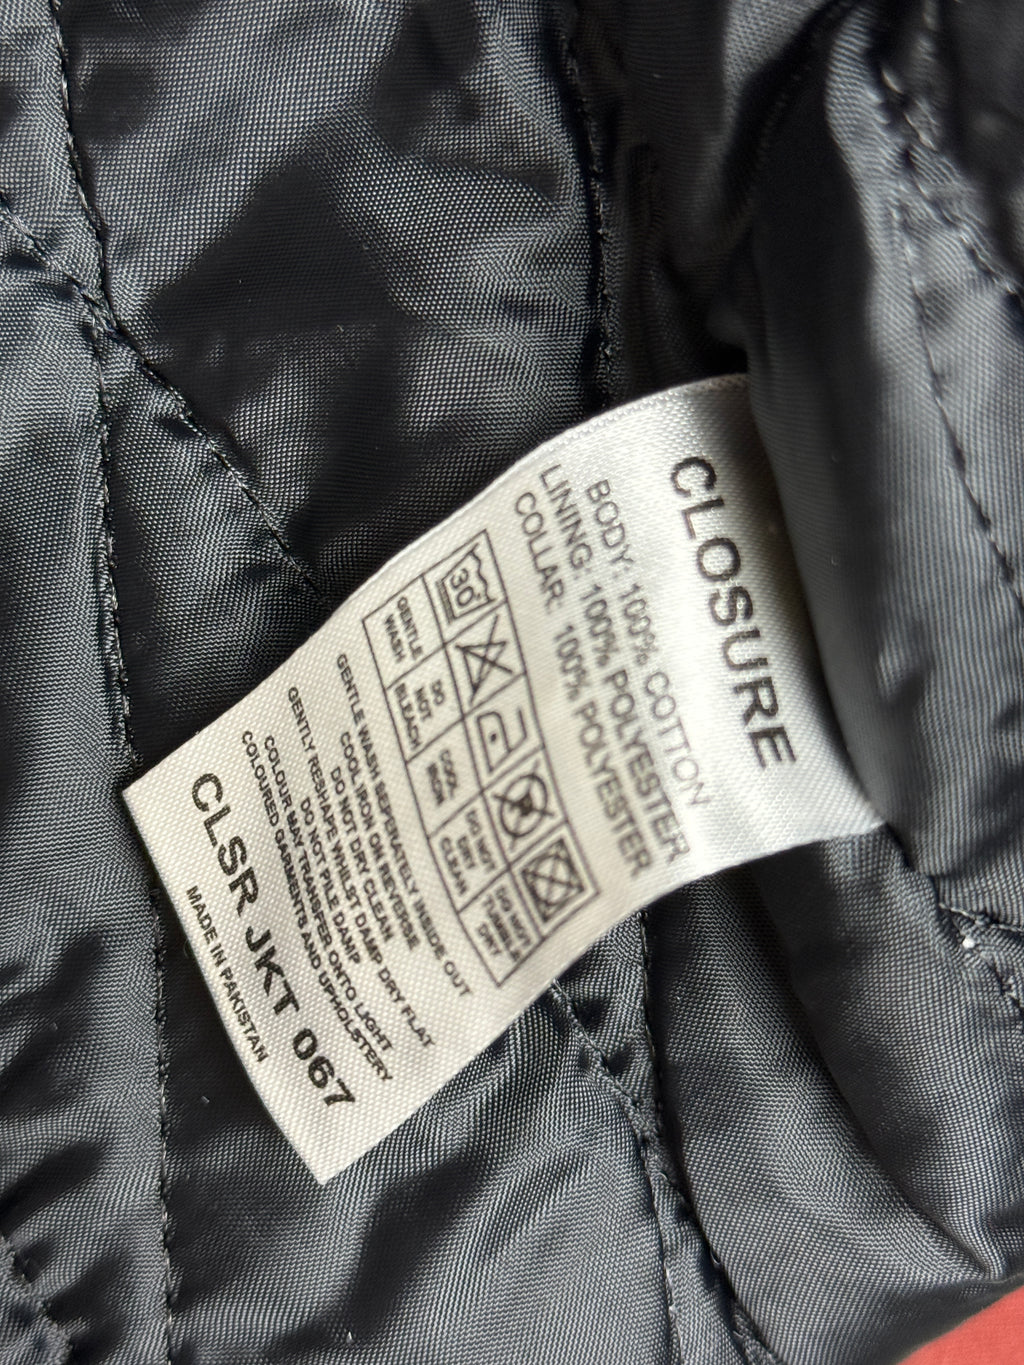 CLOSURE
BODY: 100% COTTON
LINING: 100% POLYESTER
COLLAR: 100% POLYESTER
30°
GENTLE WASH
DO NOT BLEACH
COOL IRON
DO NOT DRY CLEAN
DO NOT TUMBLE DRY
GENTLE WASH SEPERATELY INSIDE OUT
COOL IRON ON REVERSE
DO NOT DRY CLEAN
GENTLY RESHAPE WHILST DAMP DRY FLAT
DO NOT PILE DAMP
COLOUR MAY TRANSFER ONTO LIGHT
COLOURED GARMENTS AND UPHOLSTERY
CLSR JKT 067
MADE IN PAKISTAN